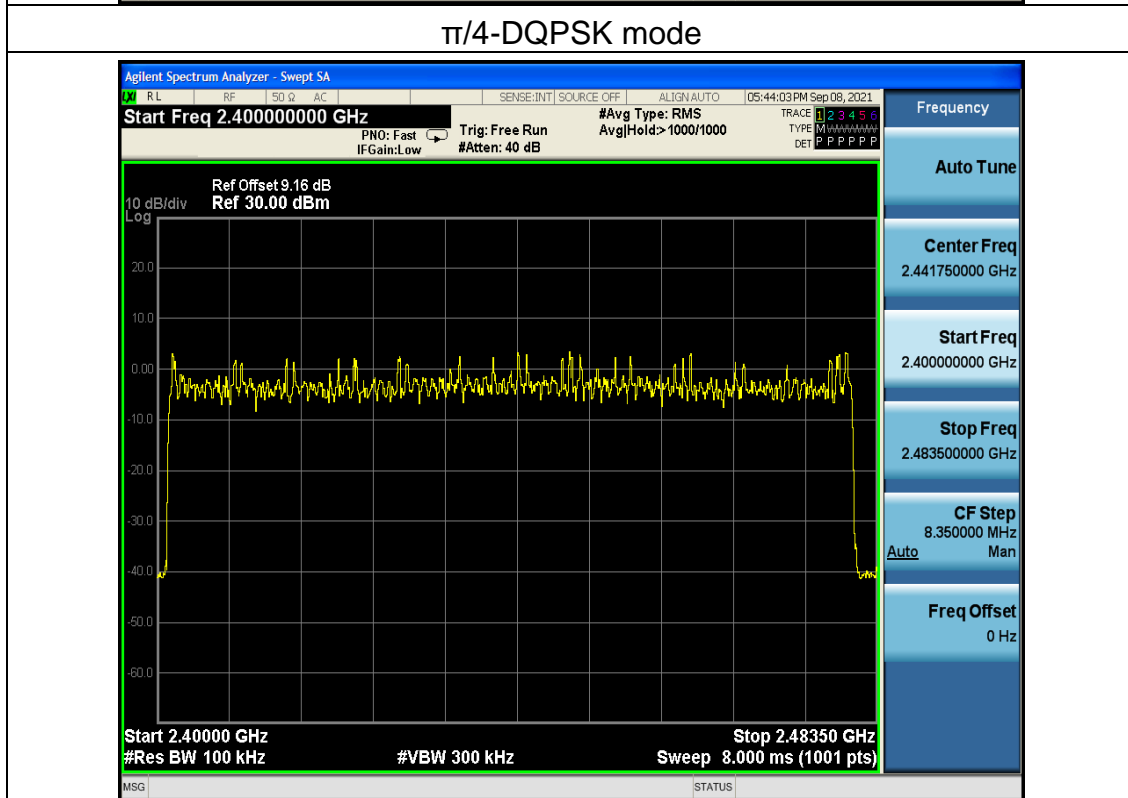 π/4-DQPSK mode
Agilent Spectrum Analyzer - Swept SA
LXI RL RF 50 Ω AC SENSE:INT SOURCE OFF ALIGN AUTO 05:44:03 PM Sep 08, 2021
Start Freq 2.400000000 GHz
PNO: Fast
IFGain:Low
Trig: Free Run
#Atten: 40 dB
#Avg Type: RMS
Avg|Hold:>1000/1000
TRACE 1 2 3 4 5 6
TYPE M WWWWW
DET P P P P P P
Ref Offset 9.16 dB
10 dB/div Ref 30.00 dBm
Log
20.0
10.0
0.00
-10.0
-20.0
-30.0
-40.0
-50.0
-60.0
Start 2.40000 GHz Stop 2.48350 GHz
#Res BW 100 kHz #VBW 300 kHz Sweep 8.000 ms (1001 pts)
MSG STATUS
Frequency
Auto Tune
Center Freq
2.441750000 GHz
Start Freq
2.400000000 GHz
Stop Freq
2.483500000 GHz
CF Step
8.350000 MHz
Auto Man
Freq Offset
0 Hz